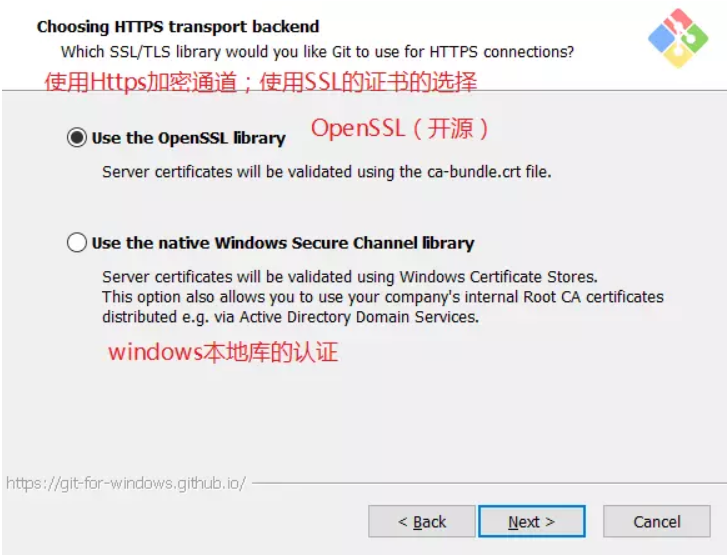 Choosing HTTPS transport backend
Which SSL/TLS library would you like Git to use for HTTPS connections?
使用Https加密通道；使用SSL的证书的选择
Use the OpenSSL library
OpenSSL（开源）
Server certificates will be validated using the ca-bundle.crt file.
Use the native Windows Secure Channel library
Server certificates will be validated using Windows Certificate Stores.
This option also allows you to use your company's internal Root CA certificates
distributed e.g. via Active Directory Domain Services.
windows本地库的认证
https://git-for-windows.github.io/
< Back
Next >
Cancel